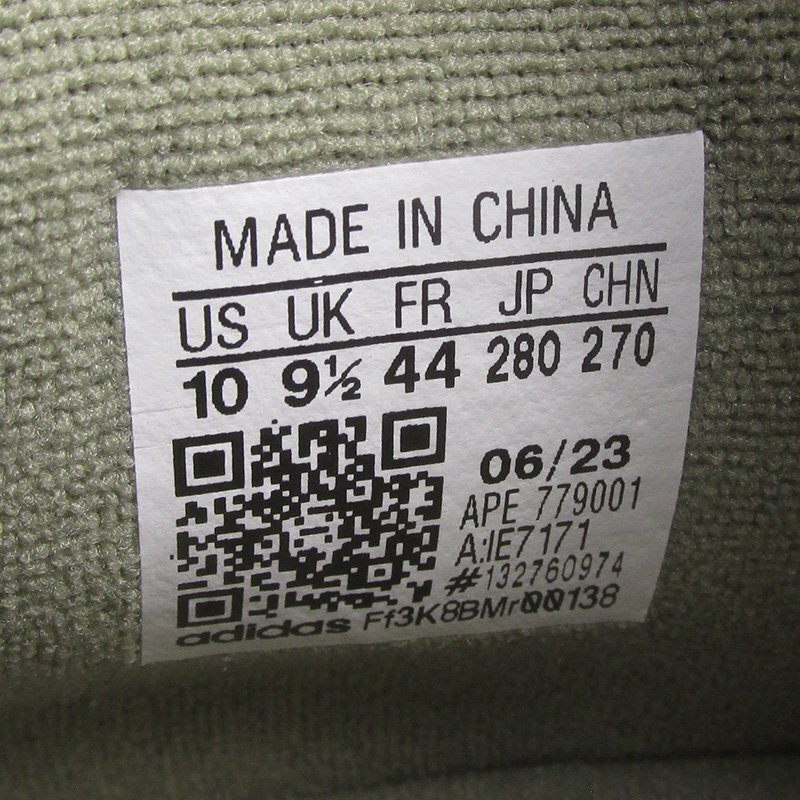 MADE IN CHINA
US UK FR JP CHN
10 9½ 44 280 270
06/23
APE 779001
A:IE7171
#132760974
adidas Ff3K8BMr00138